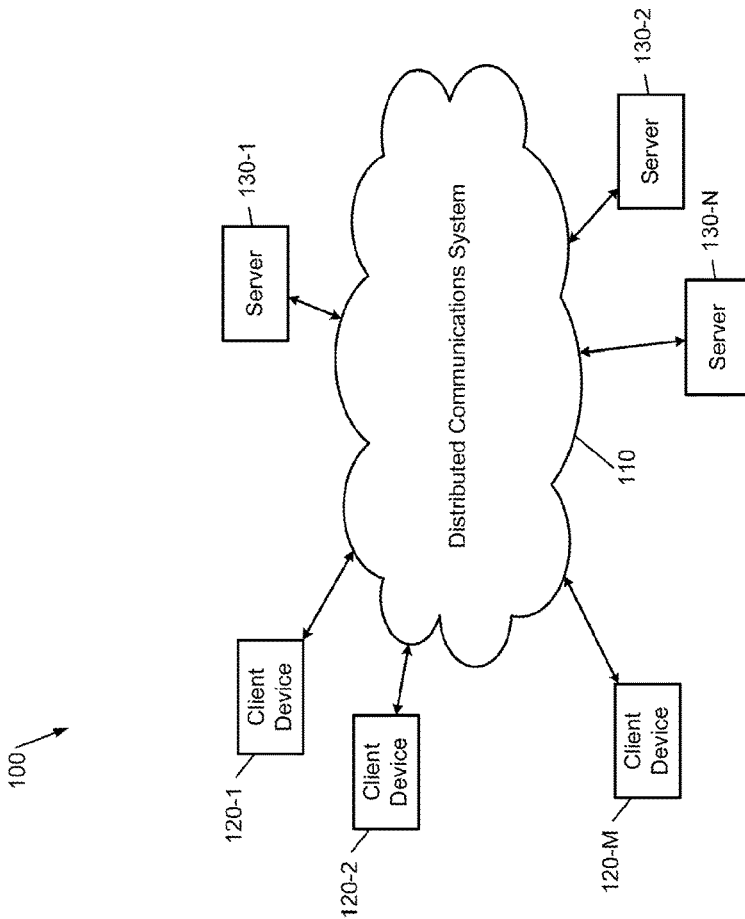 100
120-1
Client
Device
120-2
Client
Device
120-M
Client
Device
Distributed Communications System
110
Server
130-1
Server
130-2
Server
130-N